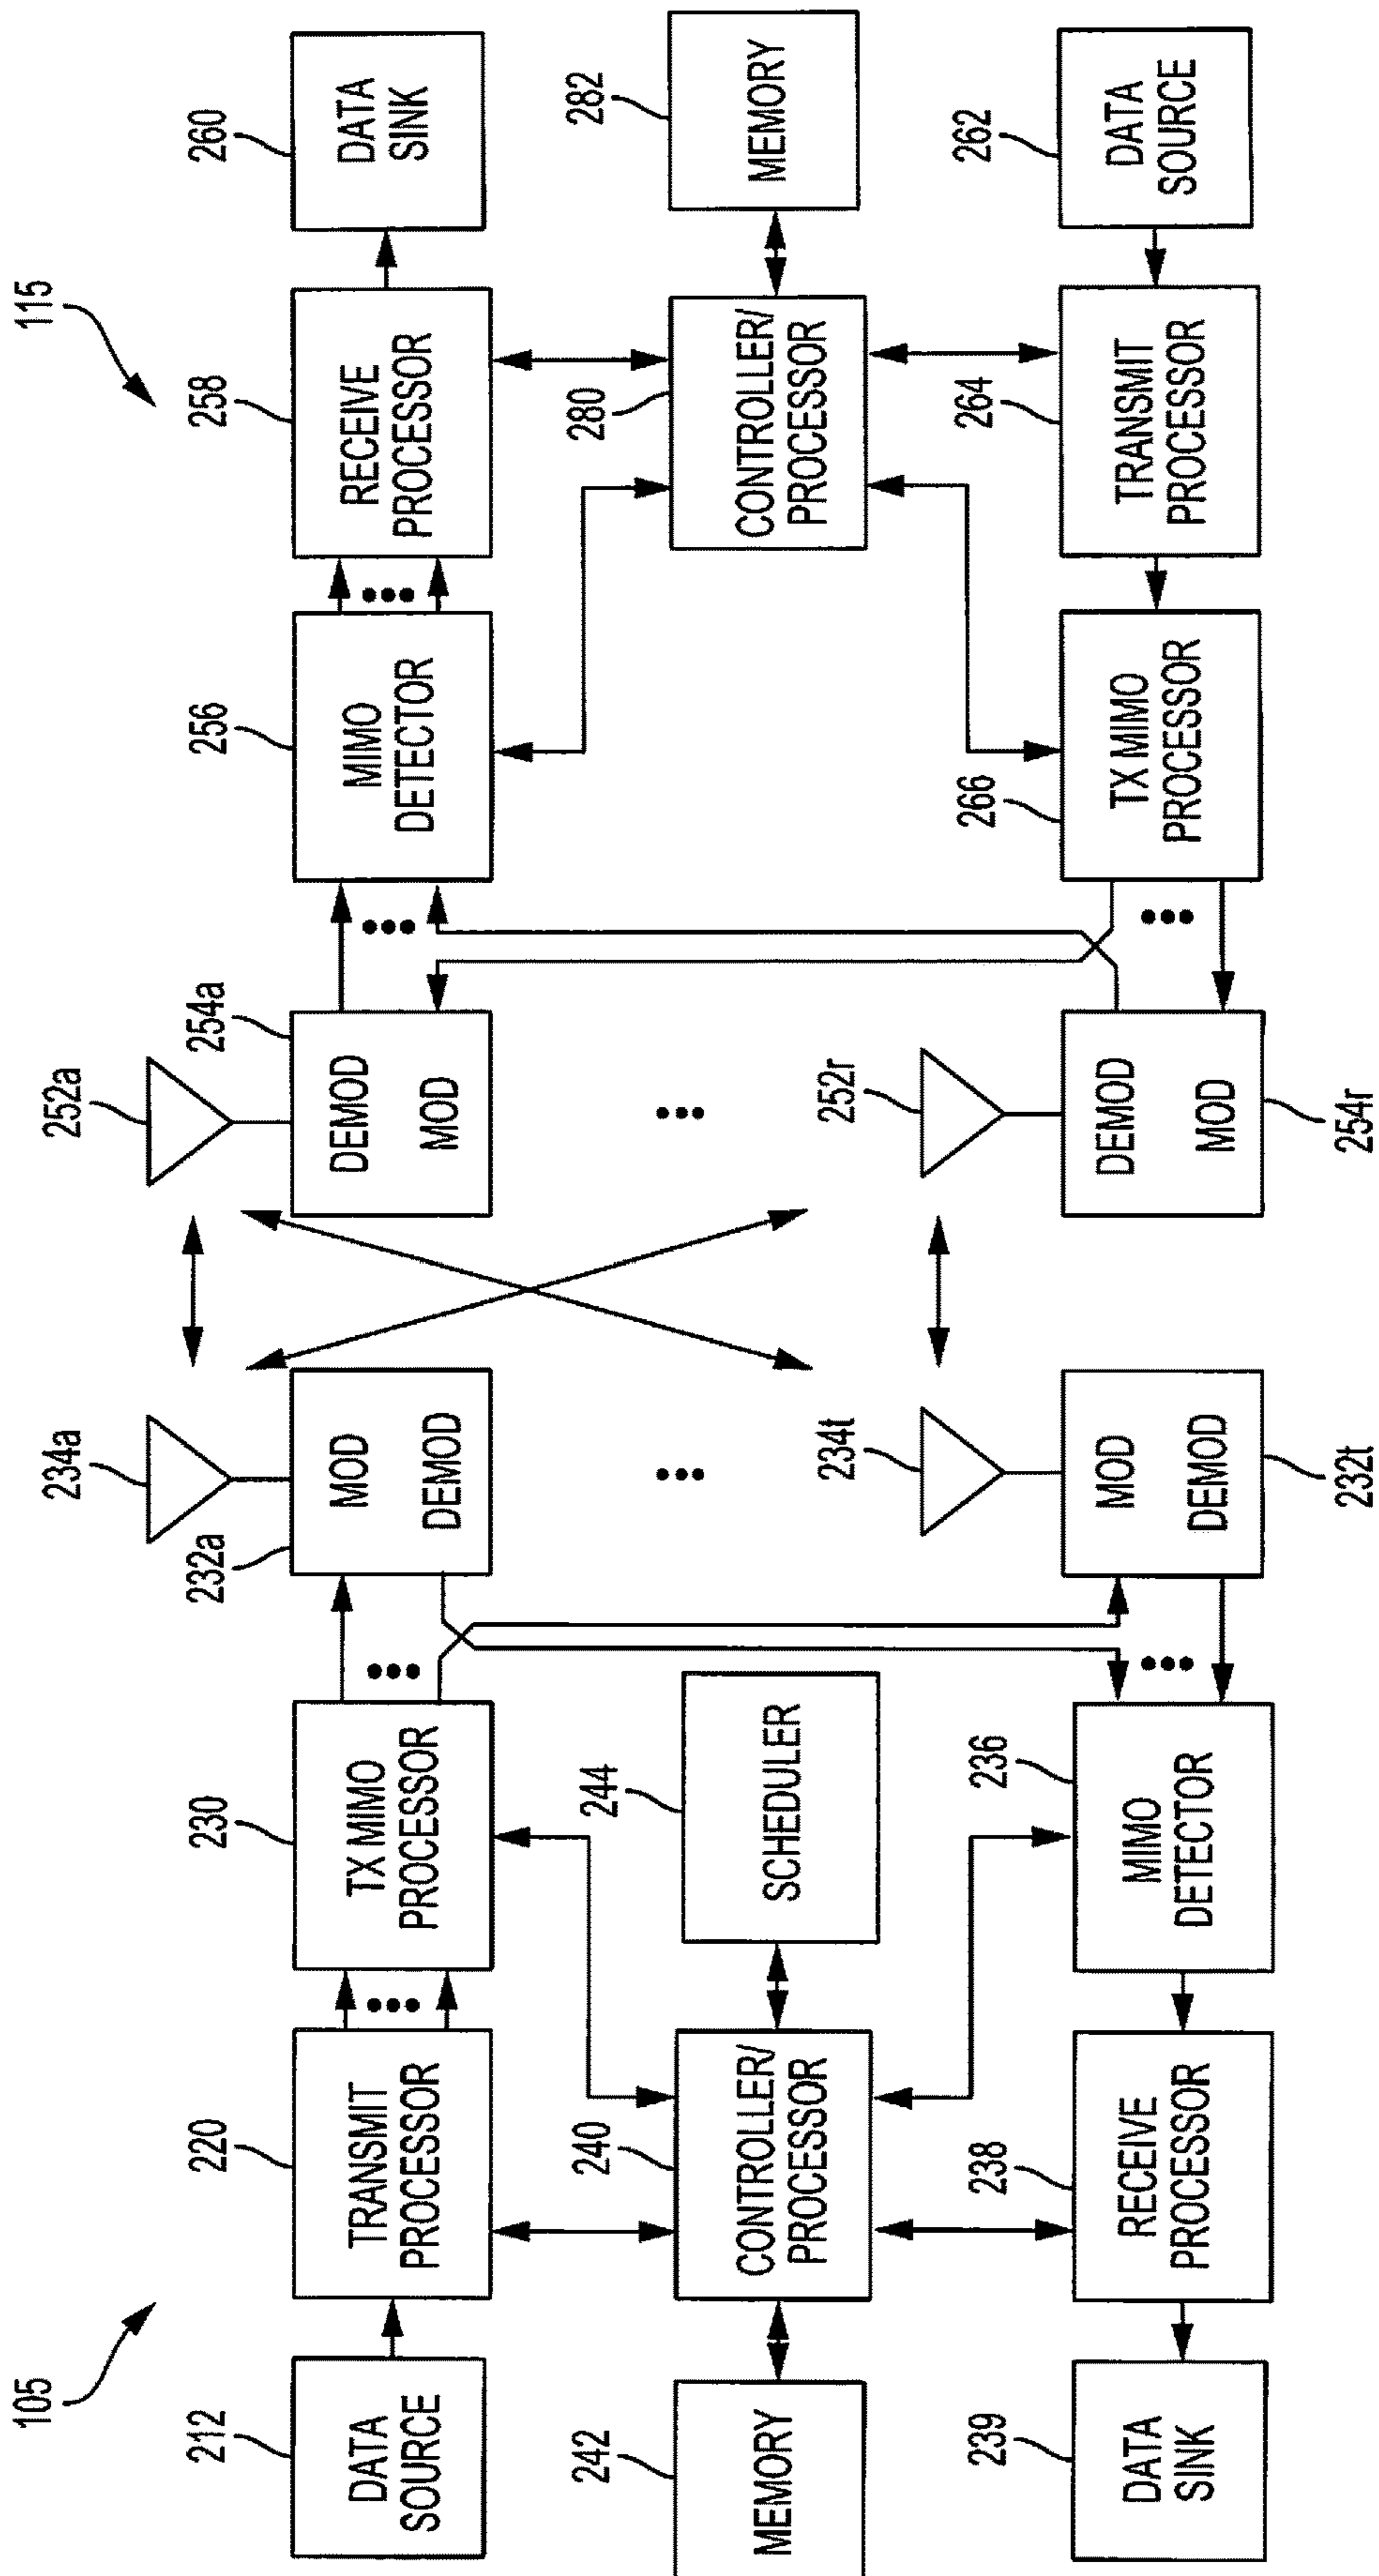 105
115
212
DATA
SOURCE
220
TRANSMIT
PROCESSOR
230
TX MIMO
PROCESSOR
232a
MOD
DEMOD
234a
252a
254a
DEMOD
MOD
256
MIMO
DETECTOR
258
RECEIVE
PROCESSOR
260
DATA
SINK
242
MEMORY
240
CONTROLLER/
PROCESSOR
244
SCHEDULER
280
CONTROLLER/
PROCESSOR
282
MEMORY
239
DATA
SINK
238
RECEIVE
PROCESSOR
236
MIMO
DETECTOR
234t
MOD
DEMOD
232t
252r
DEMOD
MOD
254r
266
TX MIMO
PROCESSOR
264
TRANSMIT
PROCESSOR
262
DATA
SOURCE